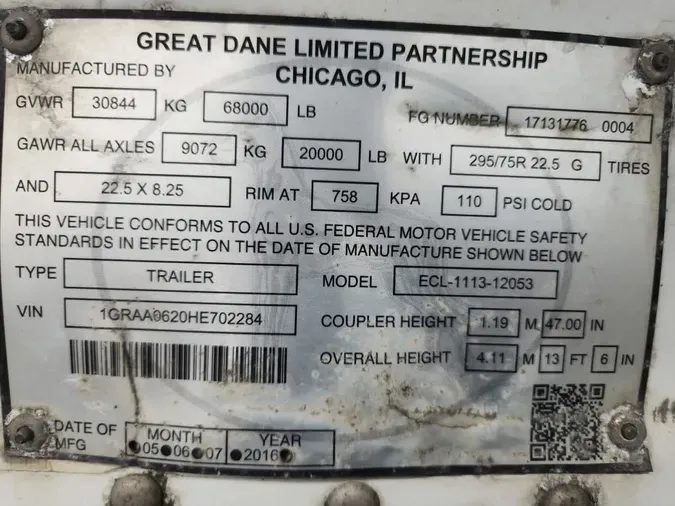 GREAT DANE LIMITED PARTNERSHIP
MANUFACTURED BY CHICAGO, IL
GVWR 30844 KG 68000 LB FG NUMBER 17131776 0004
GAWR ALL AXLES 9072 KG 20000 LB WITH 295/75R 22.5 G TIRES
AND 22.5 X 8.25 RIM AT 758 KPA 110 PSI COLD
THIS VEHICLE CONFORMS TO ALL U.S. FEDERAL MOTOR VEHICLE SAFETY
STANDARDS IN EFFECT ON THE DATE OF MANUFACTURE SHOWN BELOW
TYPE TRAILER MODEL ECL-1113-12053
VIN 1GRAA0620HE702284 COUPLER HEIGHT 1.19 M 47.00 IN
OVERALL HEIGHT 4.11 M 13 FT 6 IN
DATE OF MFG MONTH YEAR
05 06 07 2016